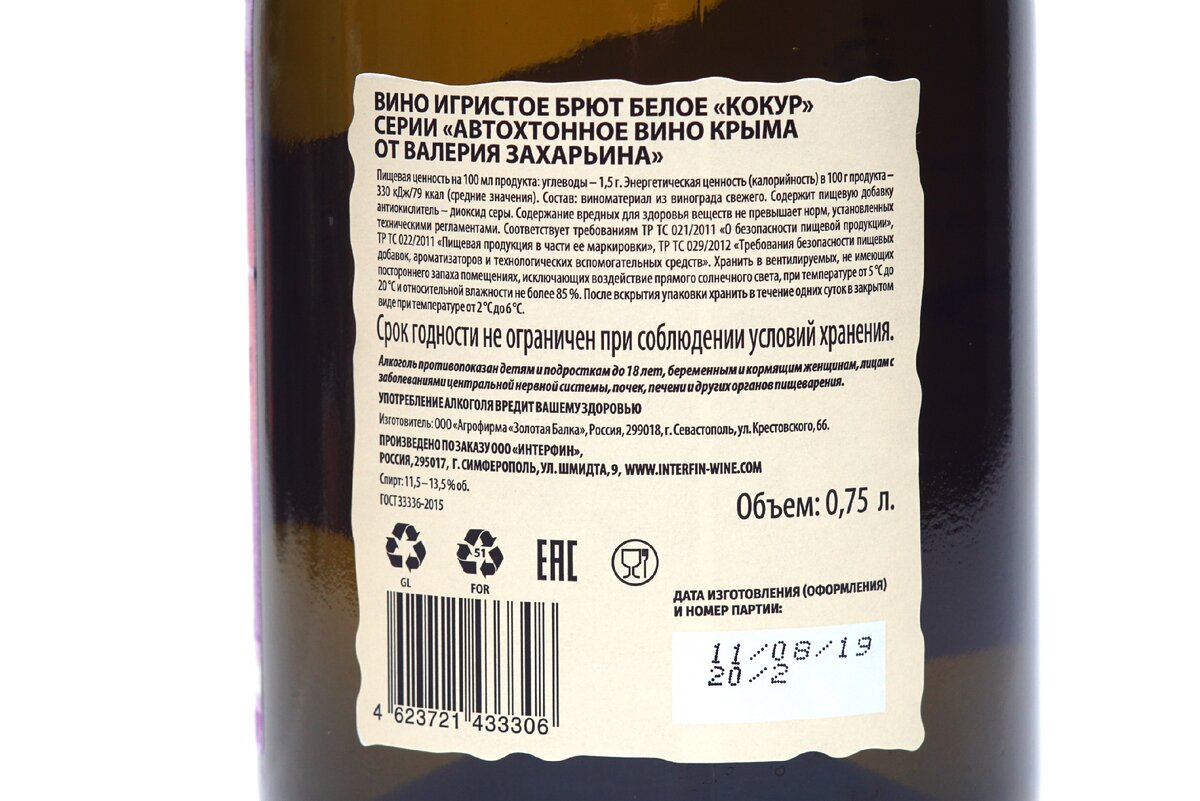 ВИНО ИГРИСТОЕ БРЮТ БЕЛОЕ «КОКУР»
СЕРИИ «АВТОХТОННОЕ ВИНО КРЫМА
ОТ ВАЛЕРИЯ ЗАХАРЬИНА»
Пищевая ценность на 100 мл продукта: углеводы – 1,5 г. Энергетическая ценность (калорийность) в 100 г продукта –
330 кДж/79 ккал (средние значения). Состав: виноматериал из винограда свежего. Содержит пищевую добавку
антиокислитель – диоксид серы. Содержание вредных для здоровья веществ не превышает норм, установленных
техническими регламентами. Соответствует требованиям ТР ТС 021/2011 «О безопасности пищевой продукции»,
ТР ТС 022/2011 «Пищевая продукция в части ее маркировки», ТР ТС 029/2012 «Требования безопасности пищевых
добавок, ароматизаторов и технологических вспомогательных средств». Хранить в вентилируемых, не имеющих
постороннего запаха помещениях, исключающих воздействие прямого солнечного света, при температуре от 5 °С до
20 °С и относительной влажности не более 85 %. После вскрытия упаковки хранить в течение одних суток в закрытом
виде при температуре от 2 °С до 6 °С.
Срок годности не ограничен при соблюдении условий хранения.
Алкоголь противопоказан детям и подросткам до 18 лет, беременным и кормящим женщинам, лицам с
заболеваниями центральной нервной системы, почек, печени и других органов пищеварения.
УПОТРЕБЛЕНИЕ АЛКОГОЛЯ ВРЕДИТ ВАШЕМУ ЗДОРОВЬЮ
Изготовитель: ООО «Агрофирма «Золотая Балка», Россия, 299018, г. Севастополь, ул. Крестовского, 66.
ПРОИЗВЕДЕНО ПО ЗАКАЗУ ООО «ИНТЕРФИН»,
РОССИЯ, 295017, Г. СИМФЕРОПОЛЬ, УЛ. ШМИДТА, 9, WWW.INTERFIN-WINE.COM
Спирт: 11,5 – 13,5 % об.
ГОСТ 33336-2015
Объем: 0,75 л.
51
EAC
GL
FOR
ДАТА ИЗГОТОВЛЕНИЯ (ОФОРМЛЕНИЯ)
И НОМЕР ПАРТИИ:
11/08/19
20/2
4 623721 433306